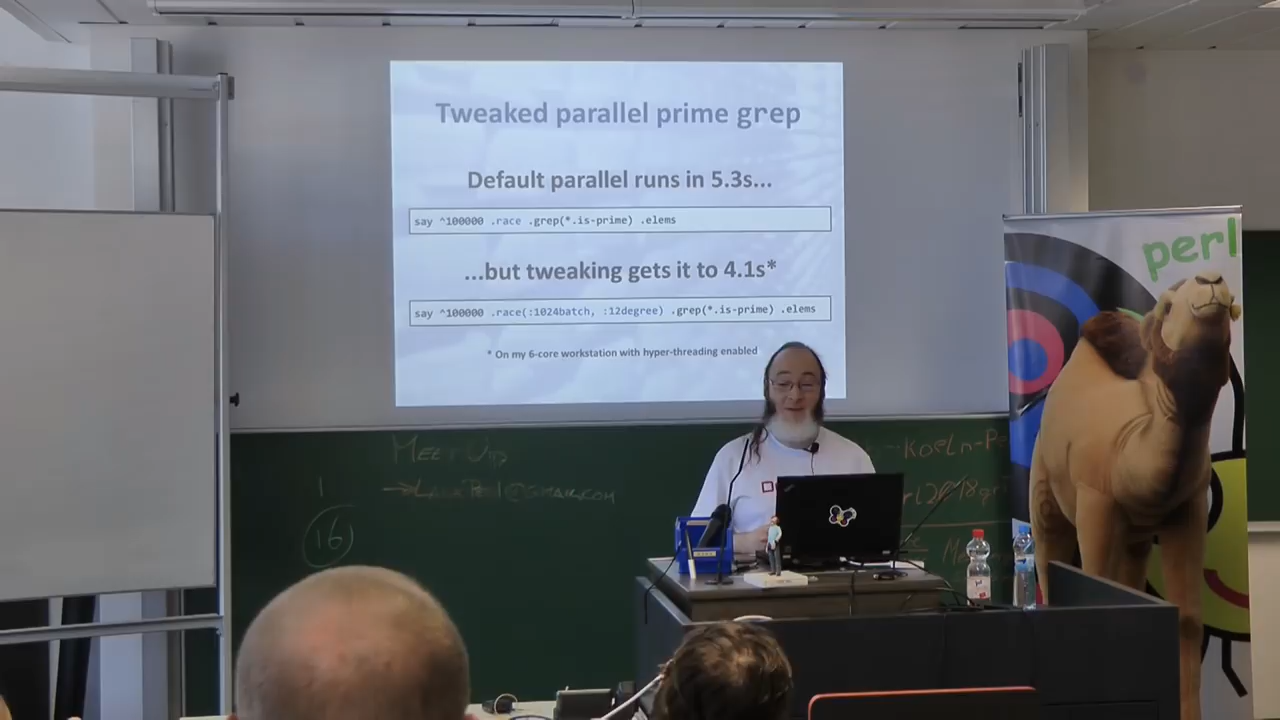 Tweaked parallel prime grep
Default parallel runs in 5.3s...
say ^100000 .race .grep(*.is-prime) .elems
...but tweaking gets it to 4.1s*
say ^100000 .race(:1024batch, :12degree) .grep(*.is-prime) .elems
* On my 6-core workstation with hyper-threading enabled
perl
MEETUP
16